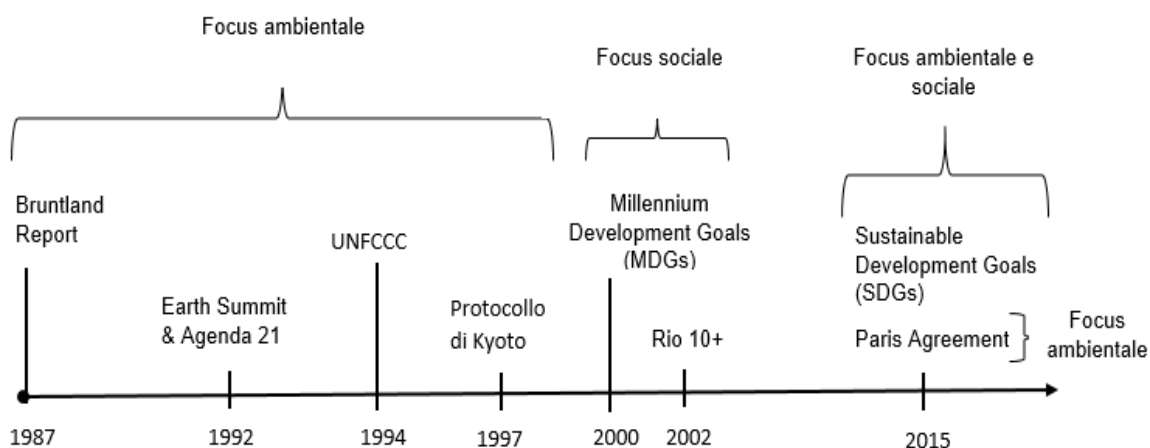 Focus ambientale
Focus sociale
Focus ambientale e
sociale
Bruntland
Report
Earth Summit
& Agenda 21
UNFCCC
Protocollo
di Kyoto
Millennium
Development Goals
(MDGs)
Rio 10+
Sustainable
Development Goals
(SDGs)
Paris Agreement
Focus
ambientale
1987
1992
1994
1997
2000
2002
2015